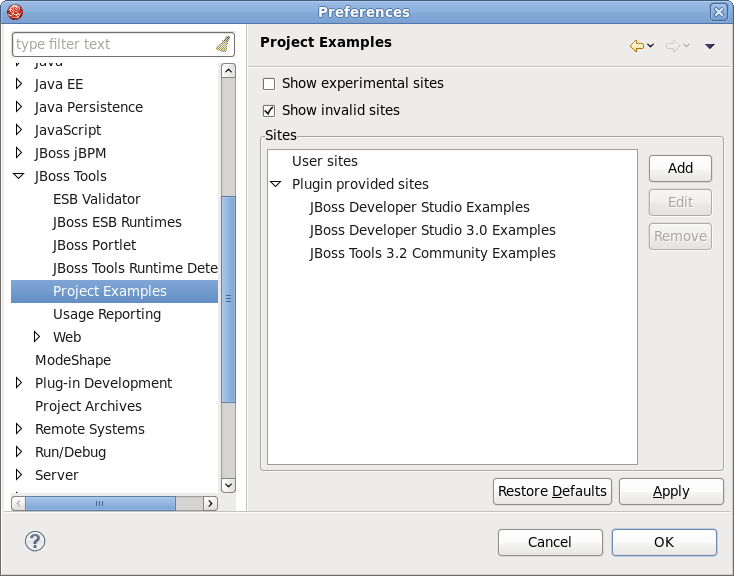 Preferences
type filter text
Java
Java EE
Java Persistence
JavaScript
JBoss jBPM
JBoss Tools
ESB Validator
JBoss ESB Runtimes
JBoss Portlet
JBoss Tools Runtime Dete
Project Examples
Usage Reporting
Web
ModeShape
Plug-in Development
Project Archives
Remote Systems
Run/Debug
Server
Project Examples
Show experimental sites
Show invalid sites
Sites
User sites
Plugin provided sites
JBoss Developer Studio Examples
JBoss Developer Studio 3.0 Examples
JBoss Tools 3.2 Community Examples
Add
Edit
Remove
Restore Defaults
Apply
?
Cancel
OK